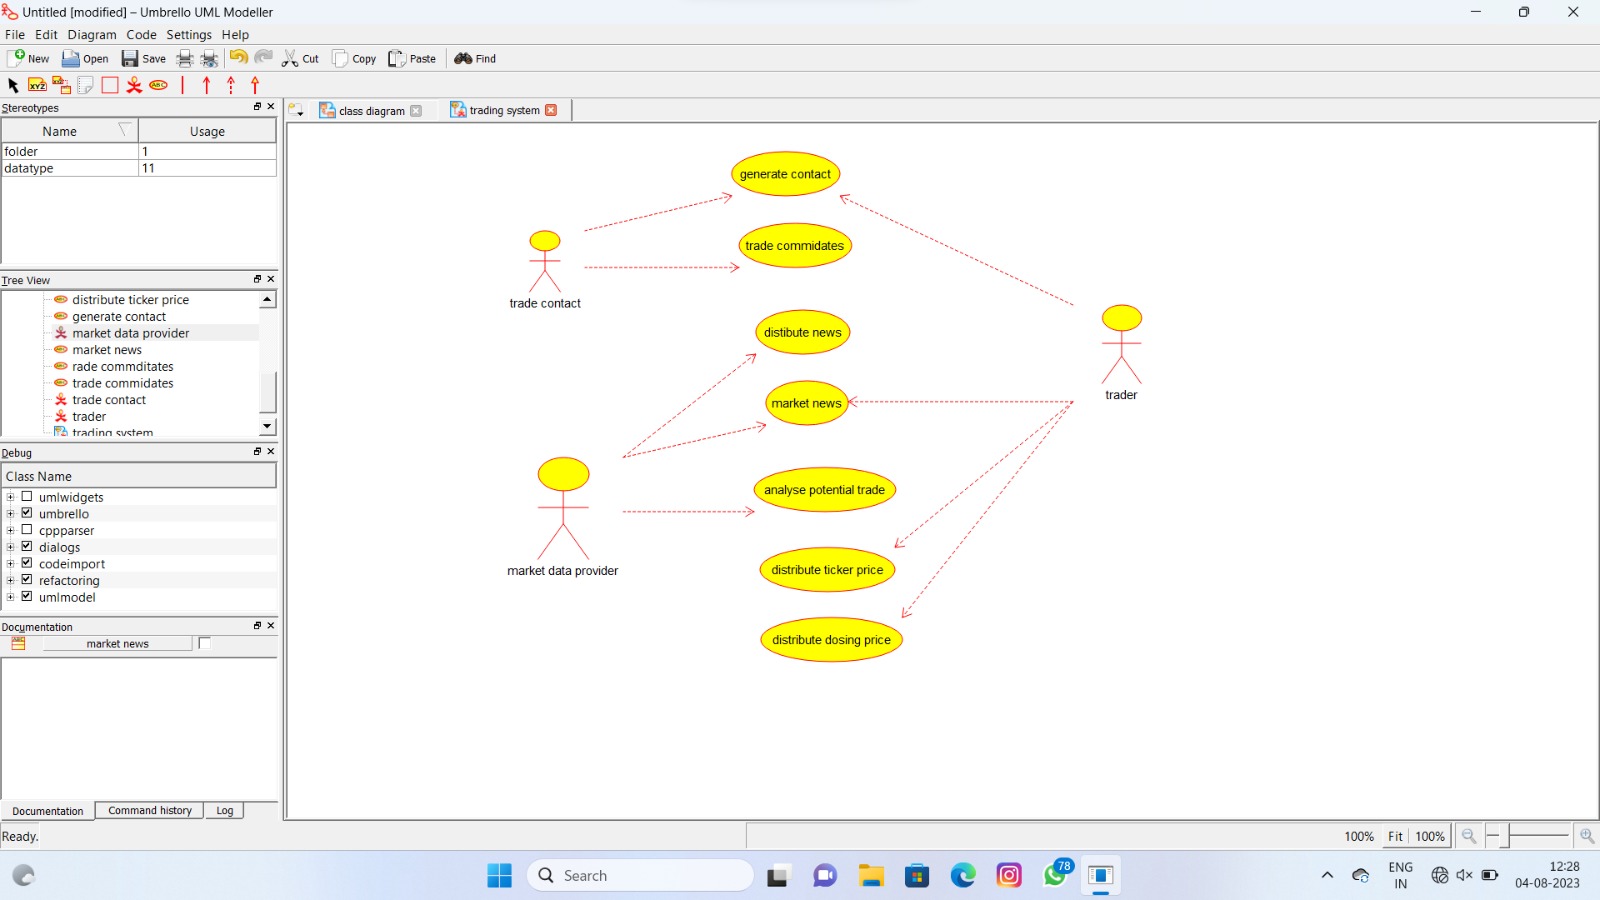 Untitled [modified] – Umbrello UML Modeller
File Edit Diagram Code Settings Help
New Open Save Cut Copy Paste Find
XYZ ABC
Stereotypes
Name Usage
folder 1
datatype 11
Tree View
distribute ticker price
generate contact
market data provider
market news
rade commditates
trade commidates
trade contact
trader
trading system
Debug
Class Name
umlwidgets
umbrello
cppparser
dialogs
codeimport
refactoring
umlmodel
Documentation
market news
Documentation Command history Log
Ready.
class diagram trading system
generate contact
trade commidates
trade contact
distibute news
trader
market news
analyse potential trade
market data provider
distribute ticker price
distribute dosing price
100% Fit 100%
Search
78
ENG
IN
12:28
04-08-2023